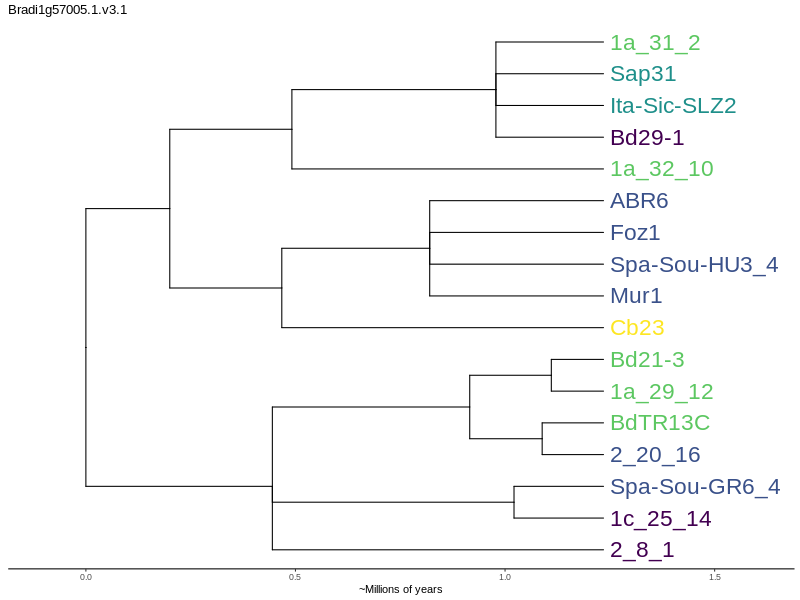 Bradi1g57005.1.v3.1
1a_31_2
Sap31
Ita-Sic-SLZ2
Bd29-1
1a_32_10
ABR6
Foz1
Spa-Sou-HU3_4
Mur1
Cb23
Bd21-3
1a_29_12
BdTR13C
2_20_16
Spa-Sou-GR6_4
1c_25_14
2_8_1
0.0 0.5 1.0 1.5
~Millions of years